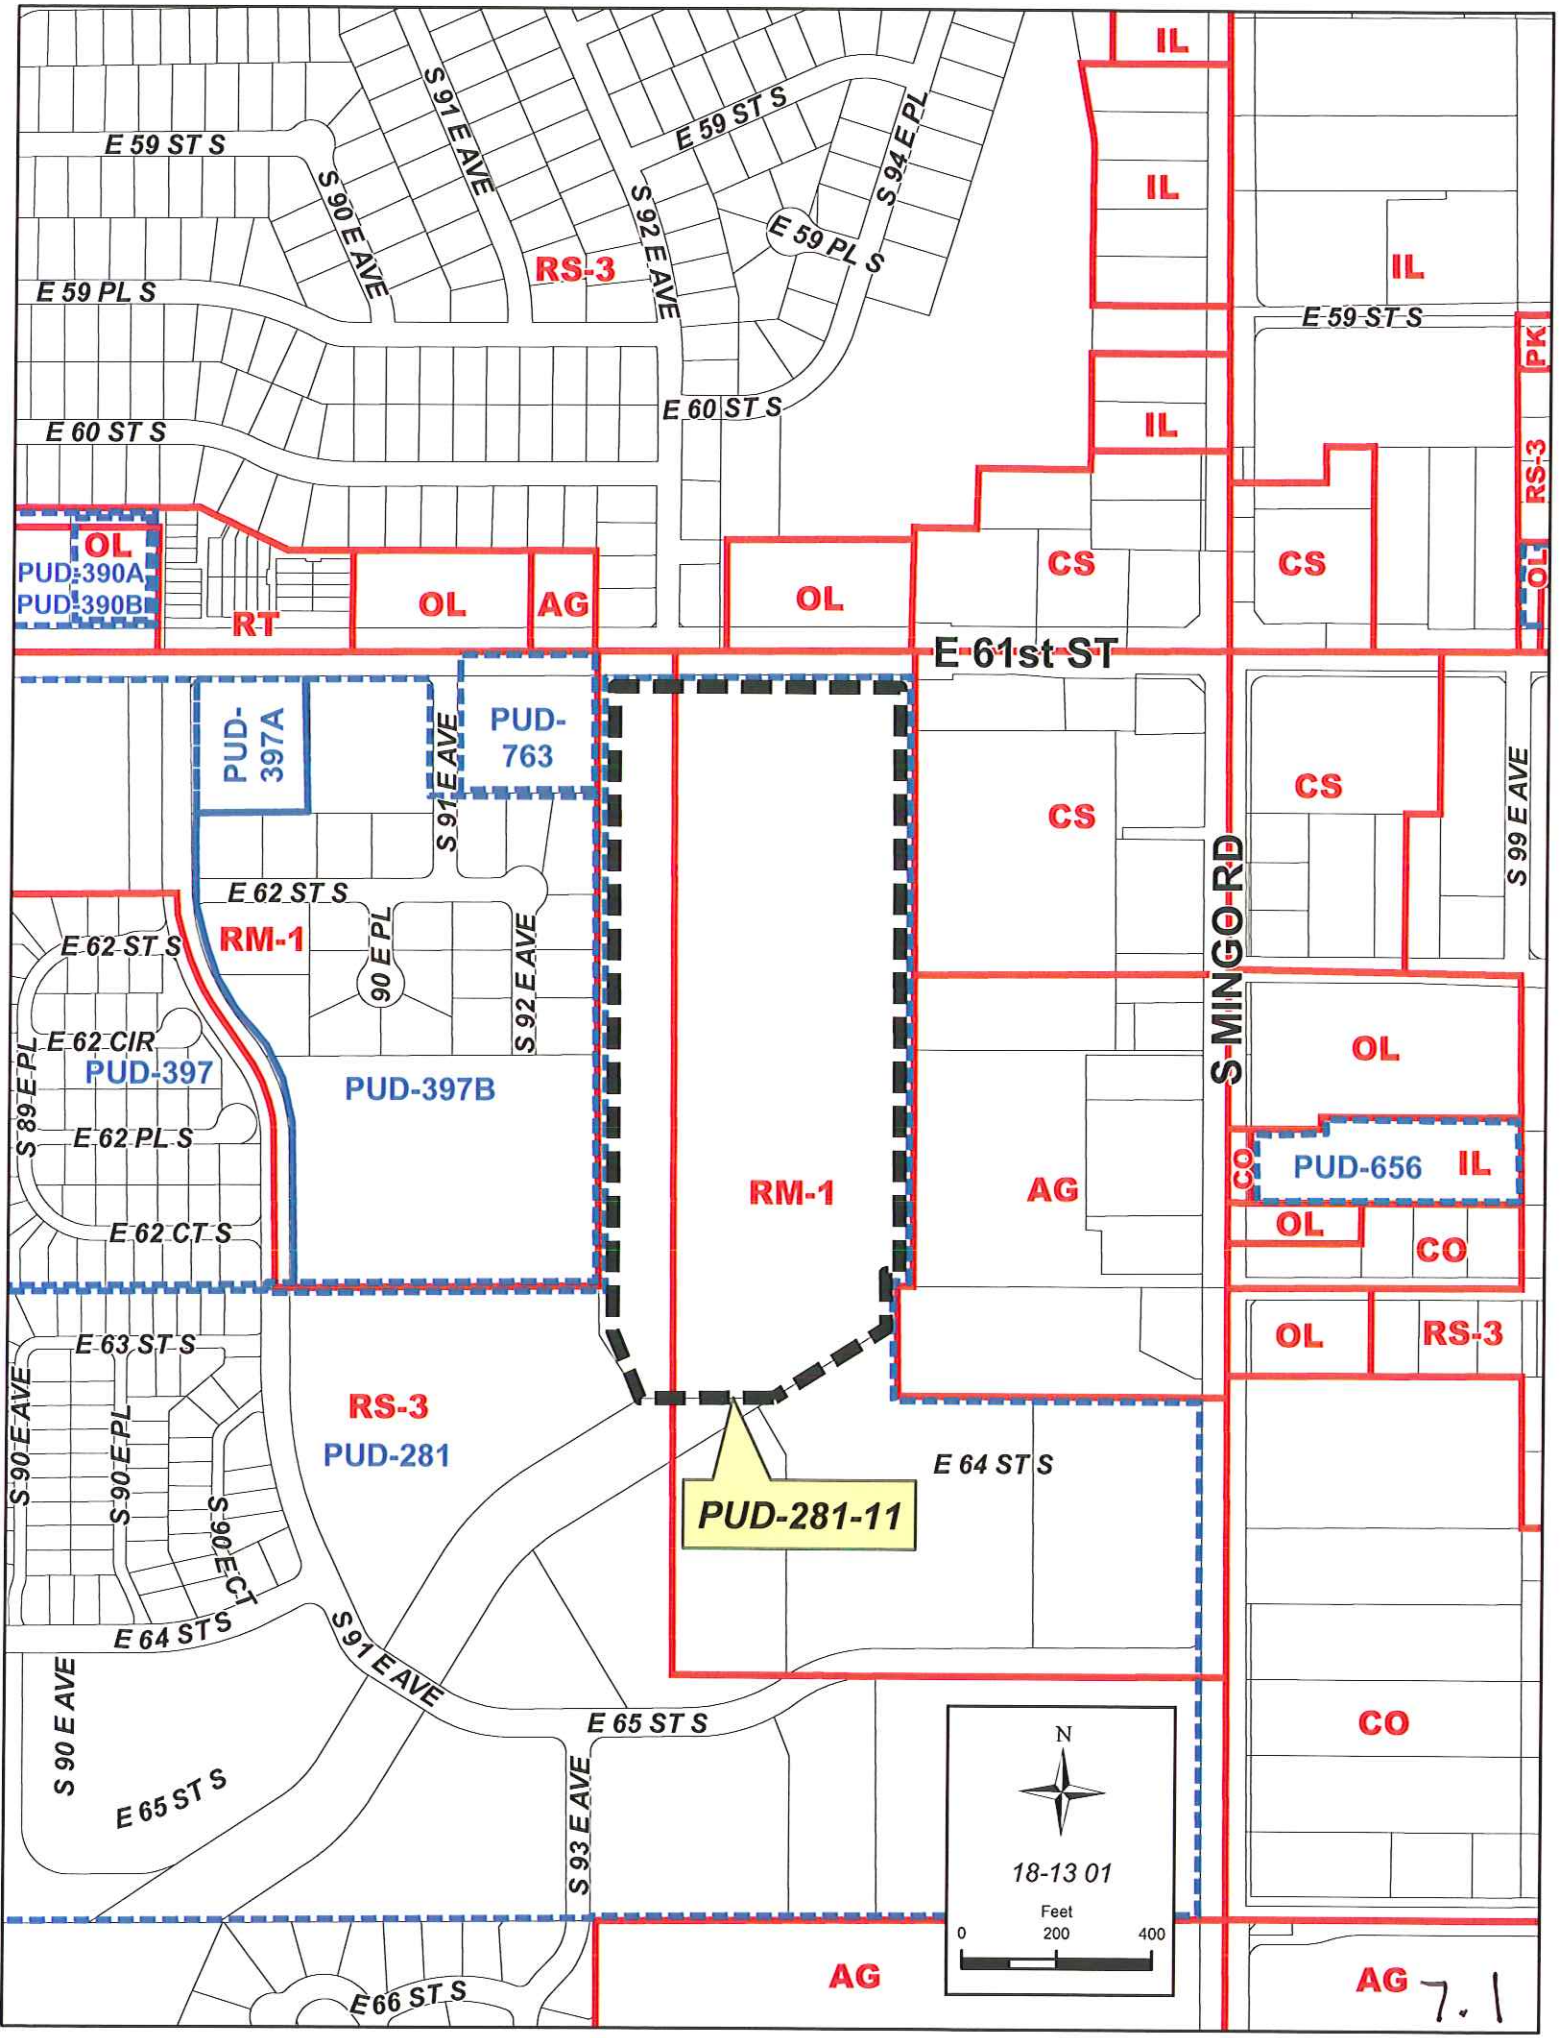 IL
S 91 E AVE
E 59 ST S
S 94 E PL
E 59 ST S
S 90 E AVE
S 92 E AVE
IL
E 59 PL S
RS-3
IL
E 59 PL S
E 59 ST S
PK
E 60 ST S
E 60 ST S
IL
RS-3
OL
PUD-390A
PUD-390B
RT
OL
AG
OL
CS
CS
OL
E 61st ST
PUD-
397A
S 91 E AVE
PUD-
763
CS
CS
S 99 E AVE
S MINGO RD
E 62 ST S
RM-1
90 E PL
S 92 E AVE
E 62 ST S
E 62 CIR
PUD-397
S 89 E PL
PUD-397B
OL
E 62 PL S
CO
PUD-656
IL
RM-1
AG
E 62 CT S
OL
CO
E 63 ST S
OL
RS-3
S 90 E AVE
S 90 E PL
RS-3
PUD-281
E 64 ST S
S 90 E CT
PUD-281-11
E 64 ST S
S 91 E AVE
S 90 E AVE
E 65 ST S
CO
E 65 ST S
S 93 E AVE
N
18-13 01
Feet
0 200 400
E 66 ST S
AG
AG
7.1